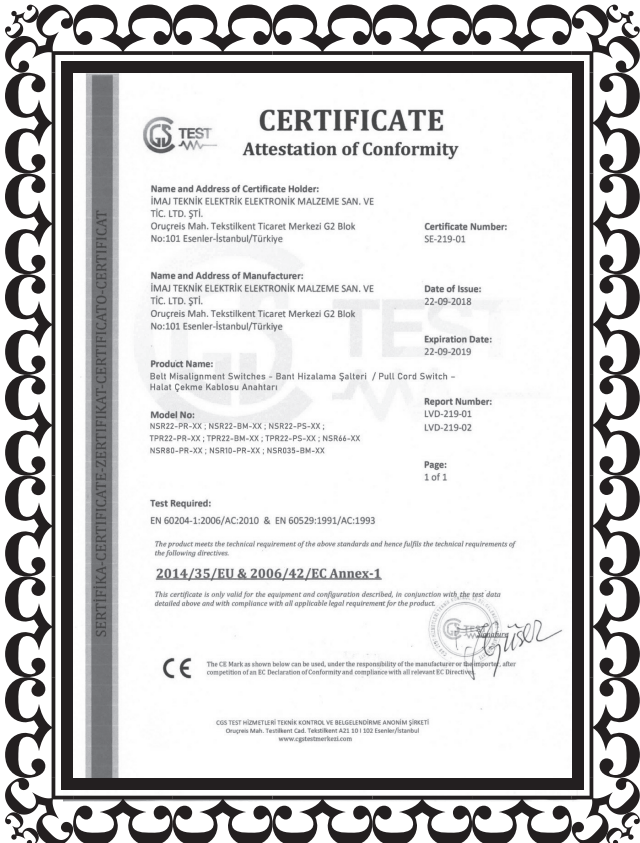 CGS TEST
CERTIFICATE
Attestation of Conformity
Name and Address of Certificate Holder:
İMAJ TEKNİK ELEKTRİK ELEKTRONİK MALZEME SAN. VE
TİC. LTD. ŞTİ.
Oruçreis Mah. Tekstilkent Ticaret Merkezi G2 Blok
No:101 Esenler-İstanbul/Türkiye
Certificate Number:
SE-219-01
Name and Address of Manufacturer:
İMAJ TEKNİK ELEKTRİK ELEKTRONİK MALZEME SAN. VE
TİC. LTD. ŞTİ.
Oruçreis Mah. Tekstilkent Ticaret Merkezi G2 Blok
No:101 Esenler-İstanbul/Türkiye
Date of Issue:
22-09-2018
Expiration Date:
22-09-2019
Product Name:
Belt Misalignment Switches - Bant Hizalama Şalteri / Pull Cord Switch –
Halat Çekme Kablosu Anahtarı
Report Number:
LVD-219-01
LVD-219-02
Model No:
NSR22-PR-XX ; NSR22-BM-XX ; NSR22-PS-XX ;
TPR22-PR-XX ; TPR22-BM-XX ; TPR22-PS-XX ; NSR66-XX
NSR80-PR-XX ; NSR10-PR-XX ; NSR035-BM-XX
Page:
1 of 1
Test Required:
EN 60204-1:2006/AC:2010 & EN 60529:1991/AC:1993
The product meets the technical requirement of the above standards and hence fulfils the technical requirements of
the following directives.
2014/35/EU & 2006/42/EC Annex-1
This certificate is only valid for the equipment and configuration described, in conjunction with the test data
detailed above and with compliance with all applicable legal requirement for the product.
Signature
CE
The CE Mark as shown below can be used, under the responsibility of the manufacturer or the importer, after
competition of an EC Declaration of Conformity and compliance with all relevant EC Directives.
CGS TEST HİZMETLERİ TEKNİK KONTROL VE BELGELENDİRME ANONİM ŞİRKETİ
Oruçreis Mah. Testilkent Cad. Tekstilkent A21 10 I 102 Esenler/İstanbul
www.cgstestmerkezi.com
SERTİFİKA-CERTIFICATE-ZERTIFIKAT-CERTIFICATO-CERTIFICAT